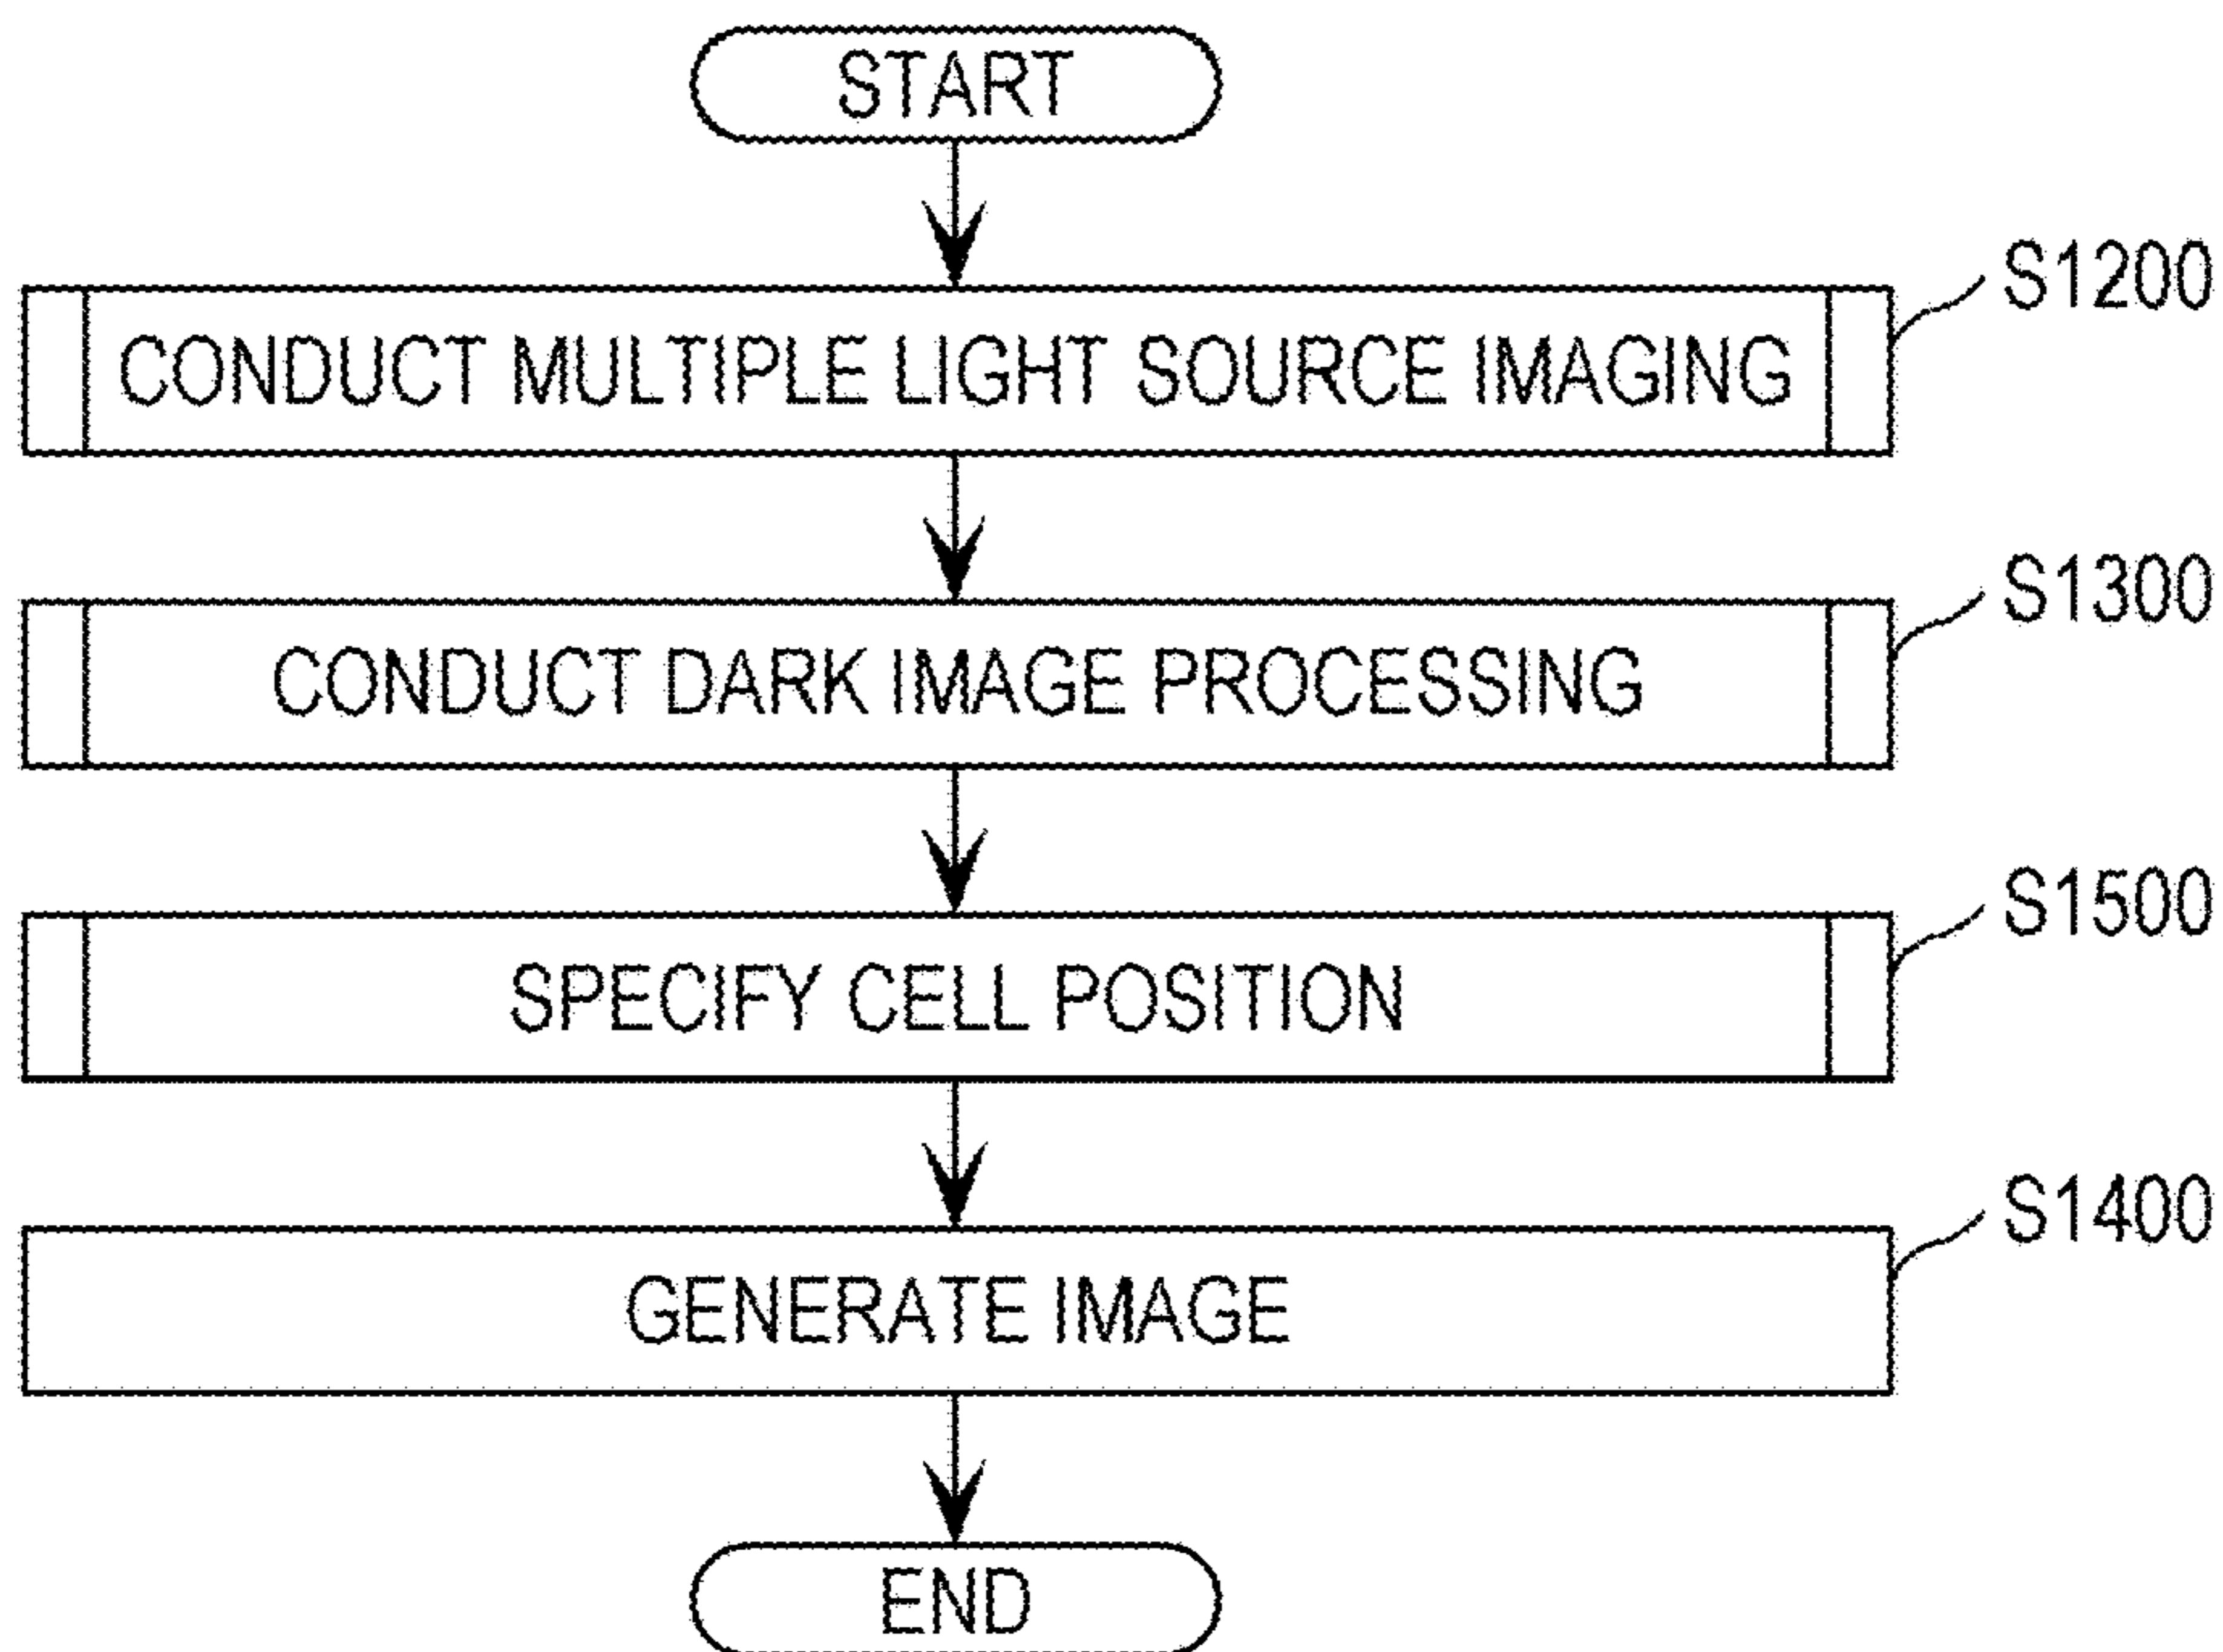 START
S1200
CONDUCT MULTIPLE LIGHT SOURCE IMAGING
S1300
CONDUCT DARK IMAGE PROCESSING
S1500
SPECIFY CELL POSITION
S1400
GENERATE IMAGE
END